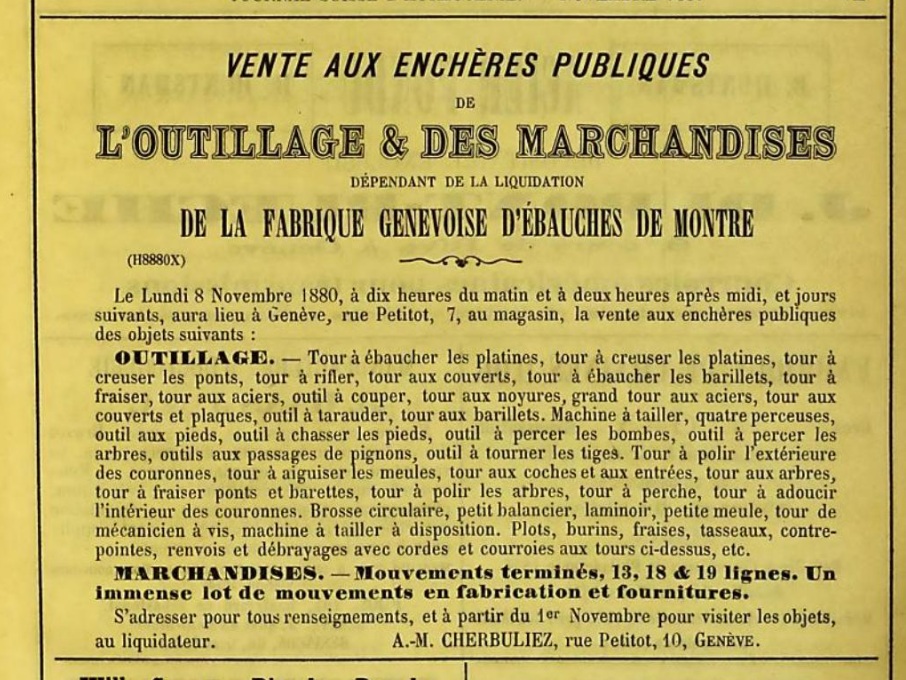 VENTE AUX ENCHÈRES PUBLIQUES
DE
L'OUTILLAGE & DES MARCHANDISES
DÉPENDANT DE LA LIQUIDATION
DE LA FABRIQUE GENEVOISE D'ÉBAUCHES DE MONTRE
(H8880X)
Le Lundi 8 Novembre 1880, à dix heures du matin et à deux heures après midi, et jours
suivants, aura lieu à Genève, rue Petitot, 7, au magasin, la vente aux enchères publiques
des objets suivants :
OUTILLAGE. — Tour à ébaucher les platines, tour à creuser les platines, tour à
creuser les ponts, tour à rifler, tour aux couverts, tour à ébaucher les barillets, tour à
fraiser, tour aux aciers, outil à couper, tour aux noyures, grand tour aux aciers, tour aux
couverts et plaques, outil à tarauder, tour aux barillets. Machine à tailler, quatre perceuses,
outil aux pieds, outil à chasser les pieds, outil à percer les bombes, outil à percer les
arbres, outils aux passages de pignons, outil à tourner les tiges. Tour à polir l'extérieure
des couronnes, tour à aiguiser les meules, tour aux coches et aux entrées, tour aux arbres,
tour à fraiser ponts et barettes, tour à polir les arbres, tour à perche, tour à adoucir
l'intérieur des couronnes. Brosse circulaire, petit balancier, laminoir, petite meule, tour de
mécanicien à vis, machine à tailler à disposition. Plots, burins, fraises, tasseaux, contre-
pointes, renvois et débrayages avec cordes et courroies aux tours ci-dessus, etc.
MARCHANDISES. — Mouvements terminés, 13, 18 & 19 lignes. Un
immense lot de mouvements en fabrication et fournitures.
S'adresser pour tous renseignements, et à partir du 1er Novembre pour visiter les objets,
au liquidateur. A.-M. CHERBULIEZ, rue Petitot, 10, GENÈVE.